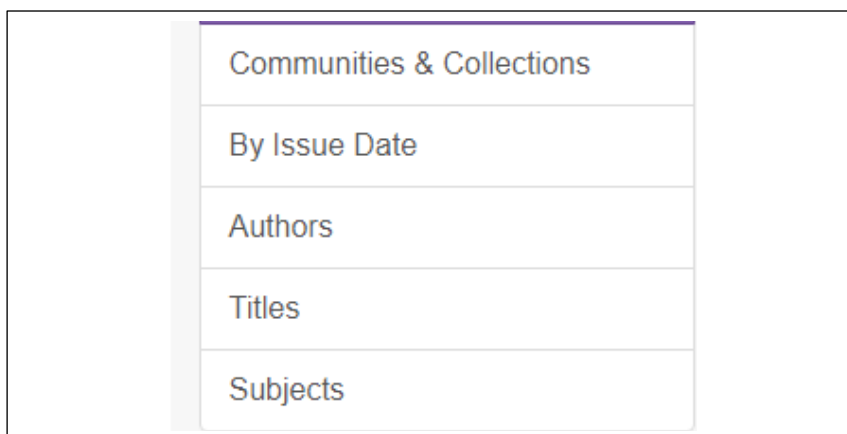 Communities & Collections
By Issue Date
Authors
Titles
Subjects